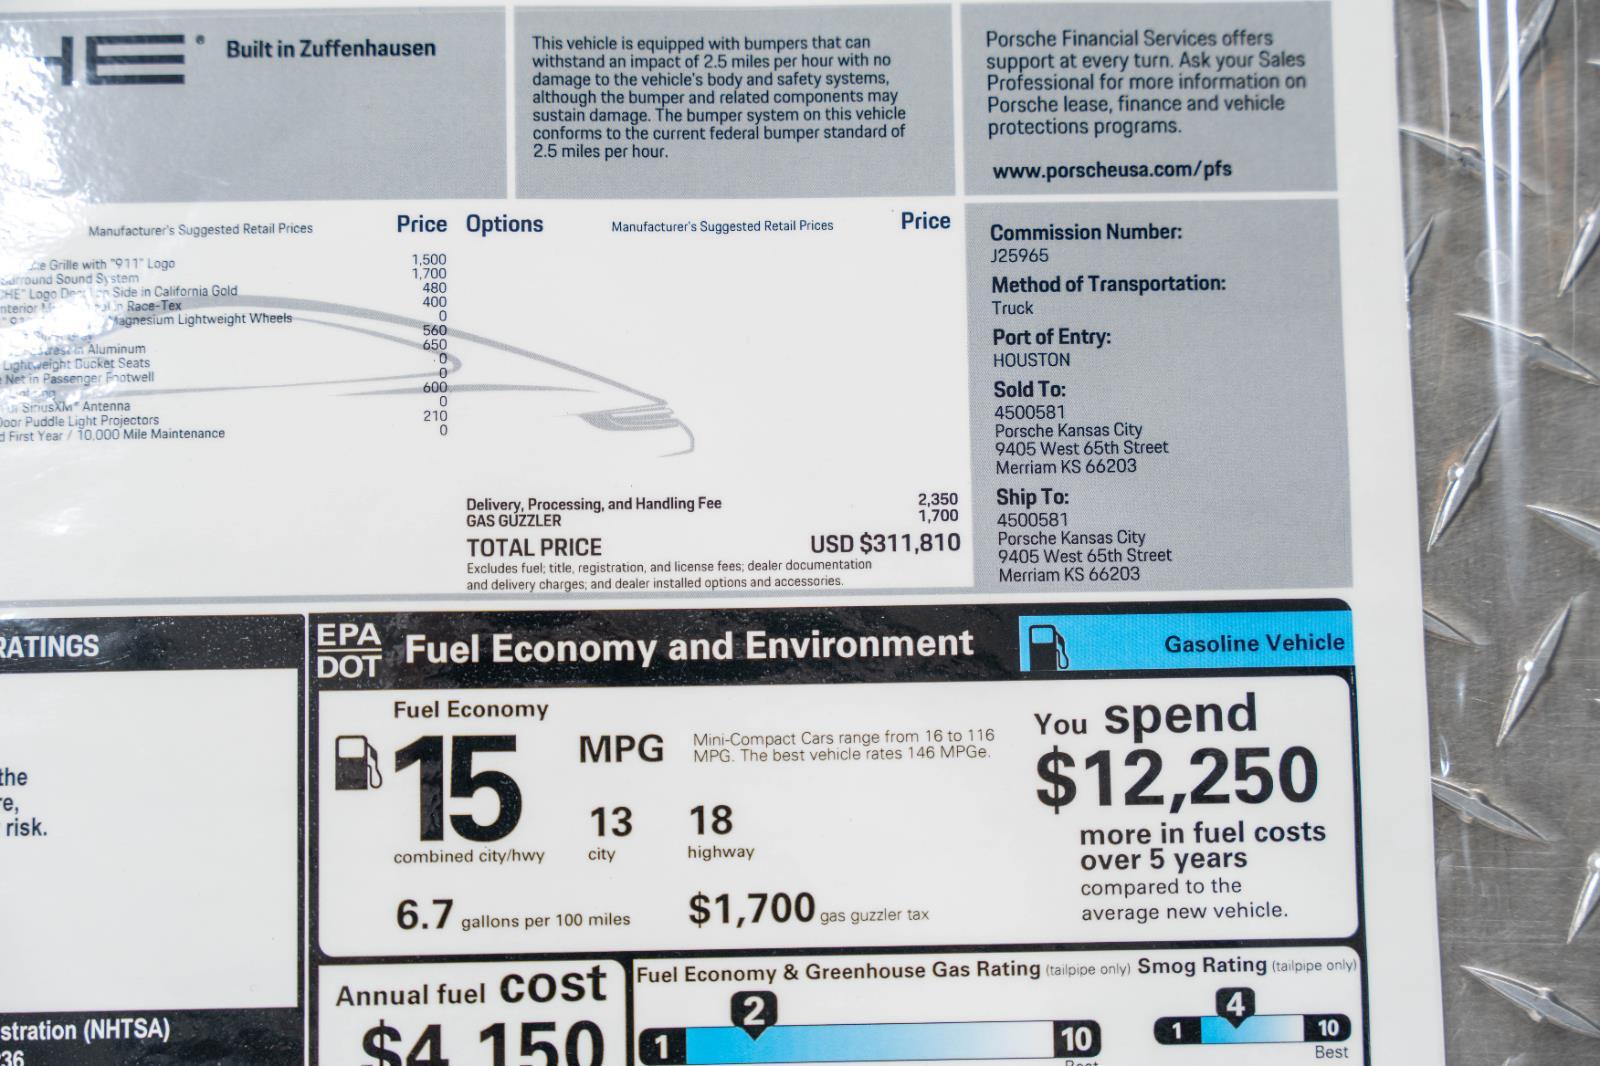 HE®
Built in Zuffenhausen
This vehicle is equipped with bumpers that can
withstand an impact of 2.5 miles per hour with no
damage to the vehicle's body and safety systems,
although the bumper and related components may
sustain damage. The bumper system on this vehicle
conforms to the current federal bumper standard of
2.5 miles per hour.
Porsche Financial Services offers
support at every turn. Ask your Sales
Professional for more information on
Porsche lease, finance and vehicle
protections programs.
www.porscheusa.com/pfs
Manufacturer's Suggested Retail Prices Price
Grille with "911" Logo 1,500
Surround Sound System 1,700
Logo Side in California Gold 480
in Race-Tex 400
Magnesium Lightweight Wheels 0
560
in Aluminum 650
Lightweight Bucket Seats 0
Net in Passenger Footwell 0
600
SiriusXM® Antenna 0
Door Puddle Light Projectors 210
First Year / 10,000 Mile Maintenance 0
Options Manufacturer's Suggested Retail Prices Price
Delivery, Processing, and Handling Fee 2,350
GAS GUZZLER 1,700
TOTAL PRICE USD $311,810
Excludes fuel; title, registration, and license fees; dealer documentation
and delivery charges; and dealer installed options and accessories.
Commission Number:
J25965
Method of Transportation:
Truck
Port of Entry:
HOUSTON
Sold To:
4500581
Porsche Kansas City
9405 West 65th Street
Merriam KS 66203
Ship To:
4500581
Porsche Kansas City
9405 West 65th Street
Merriam KS 66203
RATINGS
the
re,
risk.
stration (NHTSA)
236
EPA
DOT
Fuel Economy and Environment
Gasoline Vehicle
Fuel Economy
15 MPG
combined city/hwy
13
city
18
highway
Mini-Compact Cars range from 16 to 116
MPG. The best vehicle rates 146 MPGe.
6.7 gallons per 100 miles
$1,700 gas guzzler tax
You spend
$12,250
more in fuel costs
over 5 years
compared to the
average new vehicle.
Annual fuel cost
$4,150
Fuel Economy & Greenhouse Gas Rating (tailpipe only)
2
1 10
Best
Smog Rating (tailpipe only)
4
1 10
Best